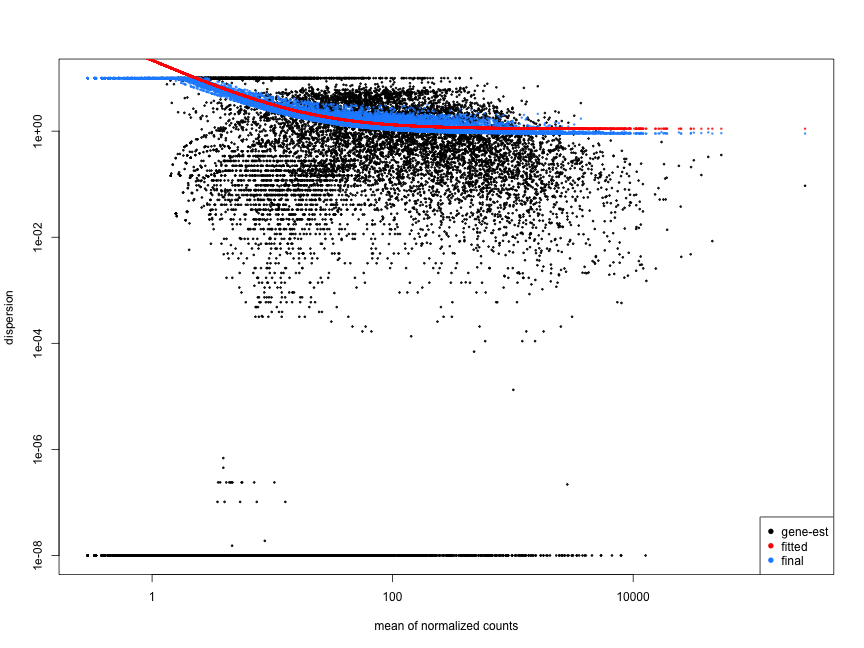 dispersion
1e+00
1e-02
1e-04
1e-06
1e-08
1
100
10000
mean of normalized counts
gene-est
fitted
final